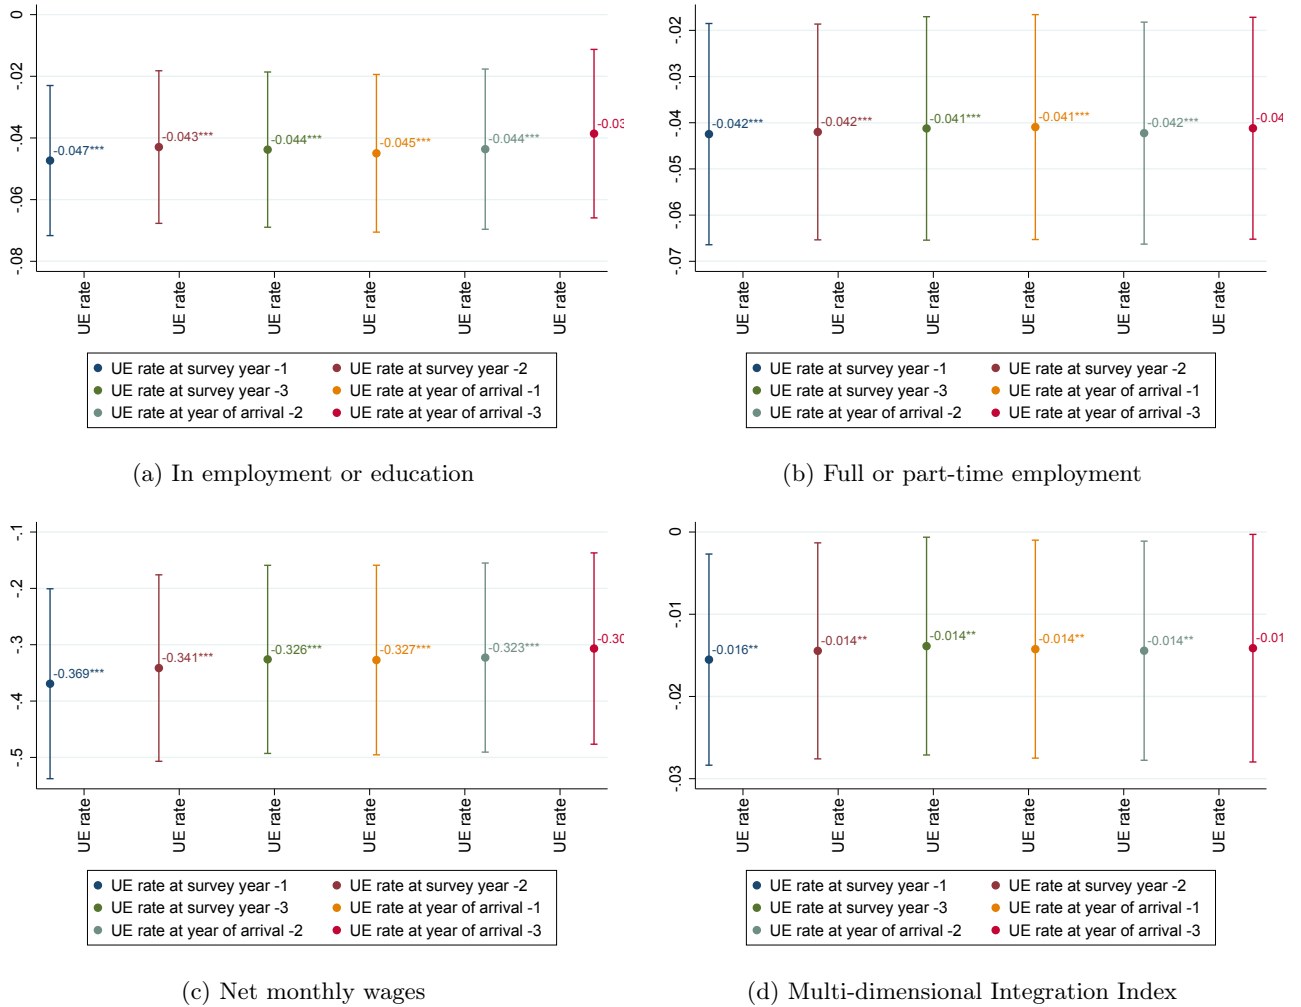 0
-.02
-.04
-.06
-.08
-0.047***
-0.043***
-0.044***
-0.045***
-0.044***
-0.03
UE rate
UE rate
UE rate
UE rate
UE rate
UE rate
UE rate at survey year -1
UE rate at survey year -2
UE rate at survey year -3
UE rate at year of arrival -1
UE rate at year of arrival -2
UE rate at year of arrival -3
(a) In employment or education
-.02
-.03
-.04
-.05
-.06
-.07
-0.042***
-0.042***
-0.041***
-0.041***
-0.042***
-0.04
UE rate
UE rate
UE rate
UE rate
UE rate
UE rate
UE rate at survey year -1
UE rate at survey year -2
UE rate at survey year -3
UE rate at year of arrival -1
UE rate at year of arrival -2
UE rate at year of arrival -3
(b) Full or part-time employment
-.1
-.2
-.3
-.4
-.5
-0.369***
-0.341***
-0.326***
-0.327***
-0.323***
-0.30
UE rate
UE rate
UE rate
UE rate
UE rate
UE rate
UE rate at survey year -1
UE rate at survey year -2
UE rate at survey year -3
UE rate at year of arrival -1
UE rate at year of arrival -2
UE rate at year of arrival -3
(c) Net monthly wages
0
-.01
-.02
-.03
-0.016**
-0.014**
-0.014**
-0.014**
-0.014**
-0.01
UE rate
UE rate
UE rate
UE rate
UE rate
UE rate
UE rate at survey year -1
UE rate at survey year -2
UE rate at survey year -3
UE rate at year of arrival -1
UE rate at year of arrival -2
UE rate at year of arrival -3
(d) Multi-dimensional Integration Index